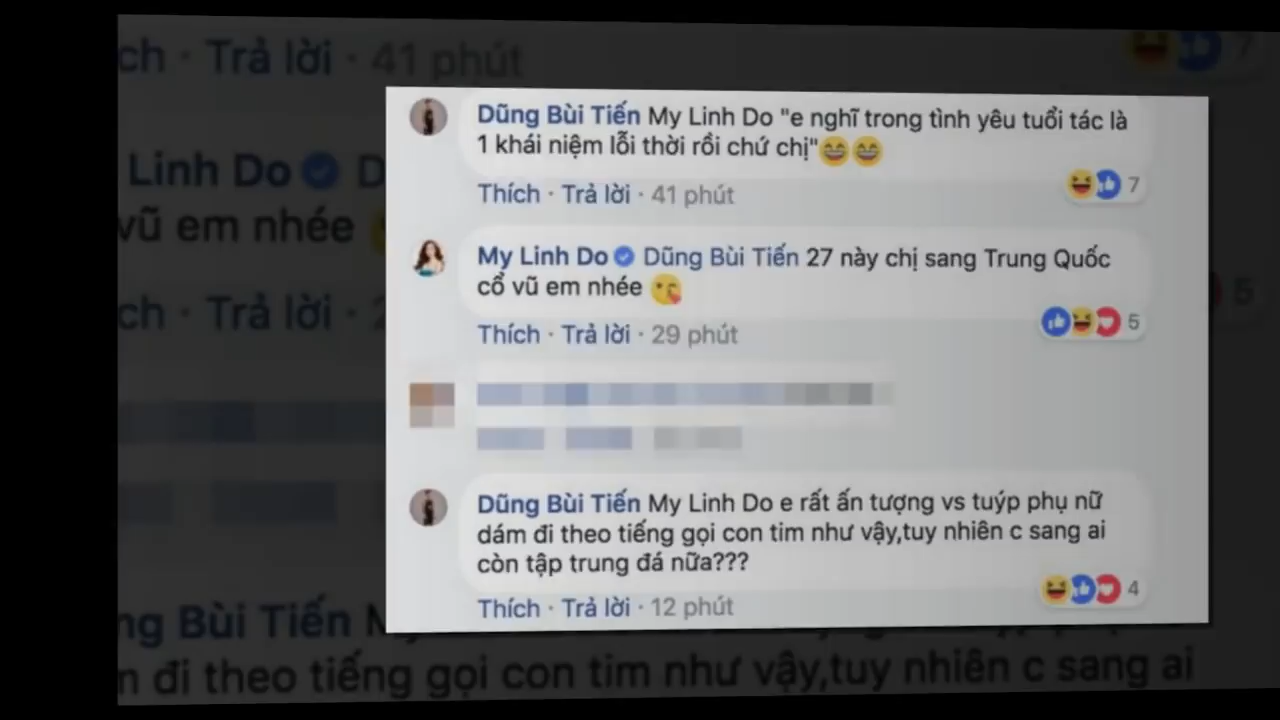 ch · Trả lời · 41 phút
7
Dũng Bùi Tiến My Linh Do "e nghĩ trong tình yêu tuổi tác là
1 khái niệm lỗi thời rồi chứ chị"😄😄
Thích · Trả lời · 41 phút
7
Linh Do D
vũ em nhée
My Linh Do Dũng Bùi Tiến 27 này chị sang Trung Quốc
cổ vũ em nhée 😘
Thích · Trả lời · 29 phút
5
ch · Trả lời · 2
5
Dũng Bùi Tiến My Linh Do e rất ấn tượng vs tuýp phụ nữ
dám đi theo tiếng gọi con tim như vậy,tuy nhiên c sang ai
còn tập trung đá nữa???
Thích · Trả lời · 12 phút
4
ng Bùi Tiến M
m đi theo tiếng gọi con tim như vậy,tuy nhiên c sang ai